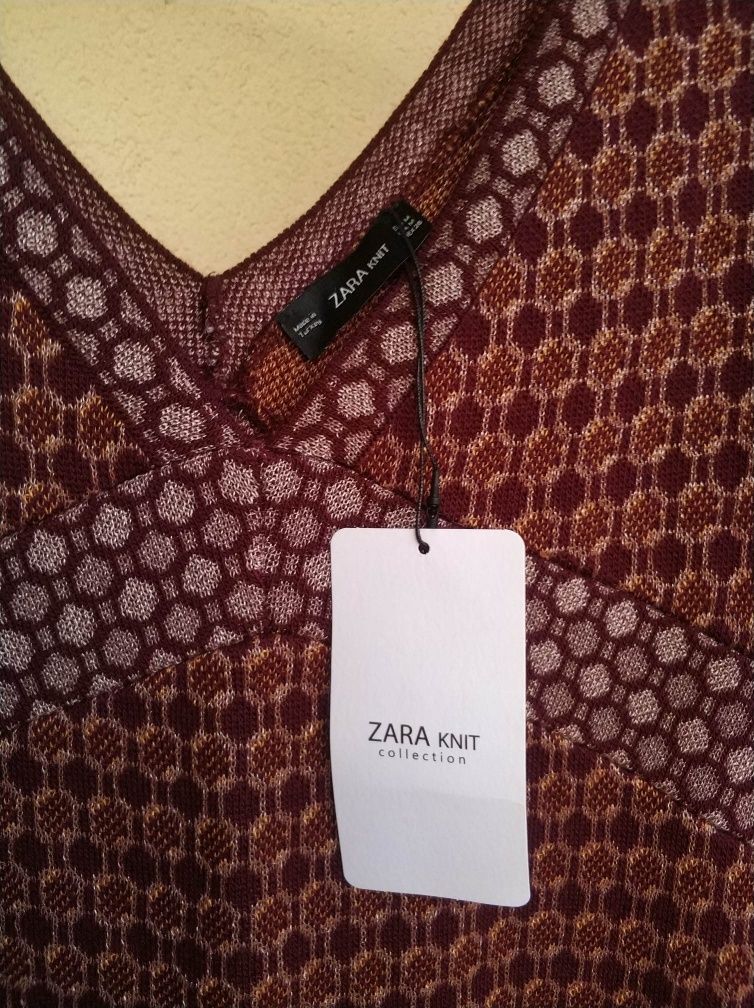 ZARA KNIT
Made in
Turkey
ZARA KNIT
collection